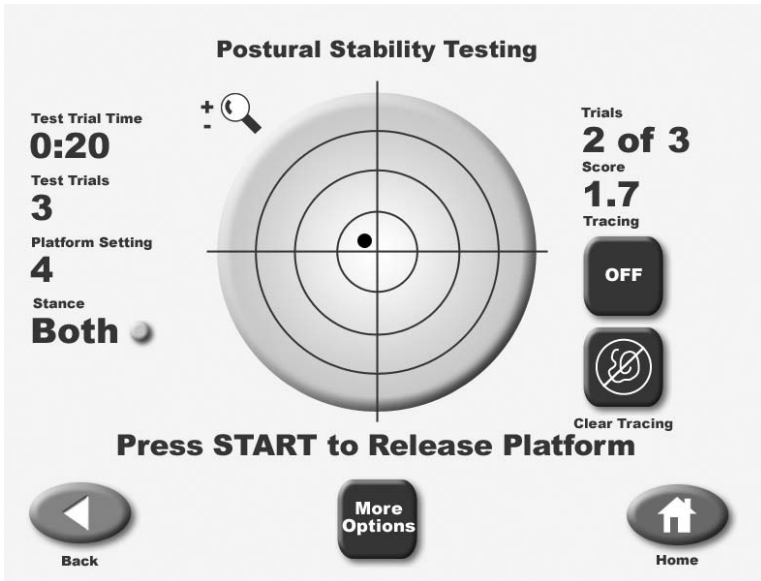 Postural Stability Testing
+
-
Test Trial Time
0:20
Test Trials
3
Platform Setting
4
Stance
Both
Trials
2 of 3
Score
1.7
Tracing
OFF
Clear Tracing
Press START to Release Platform
Back
More
Options
Home